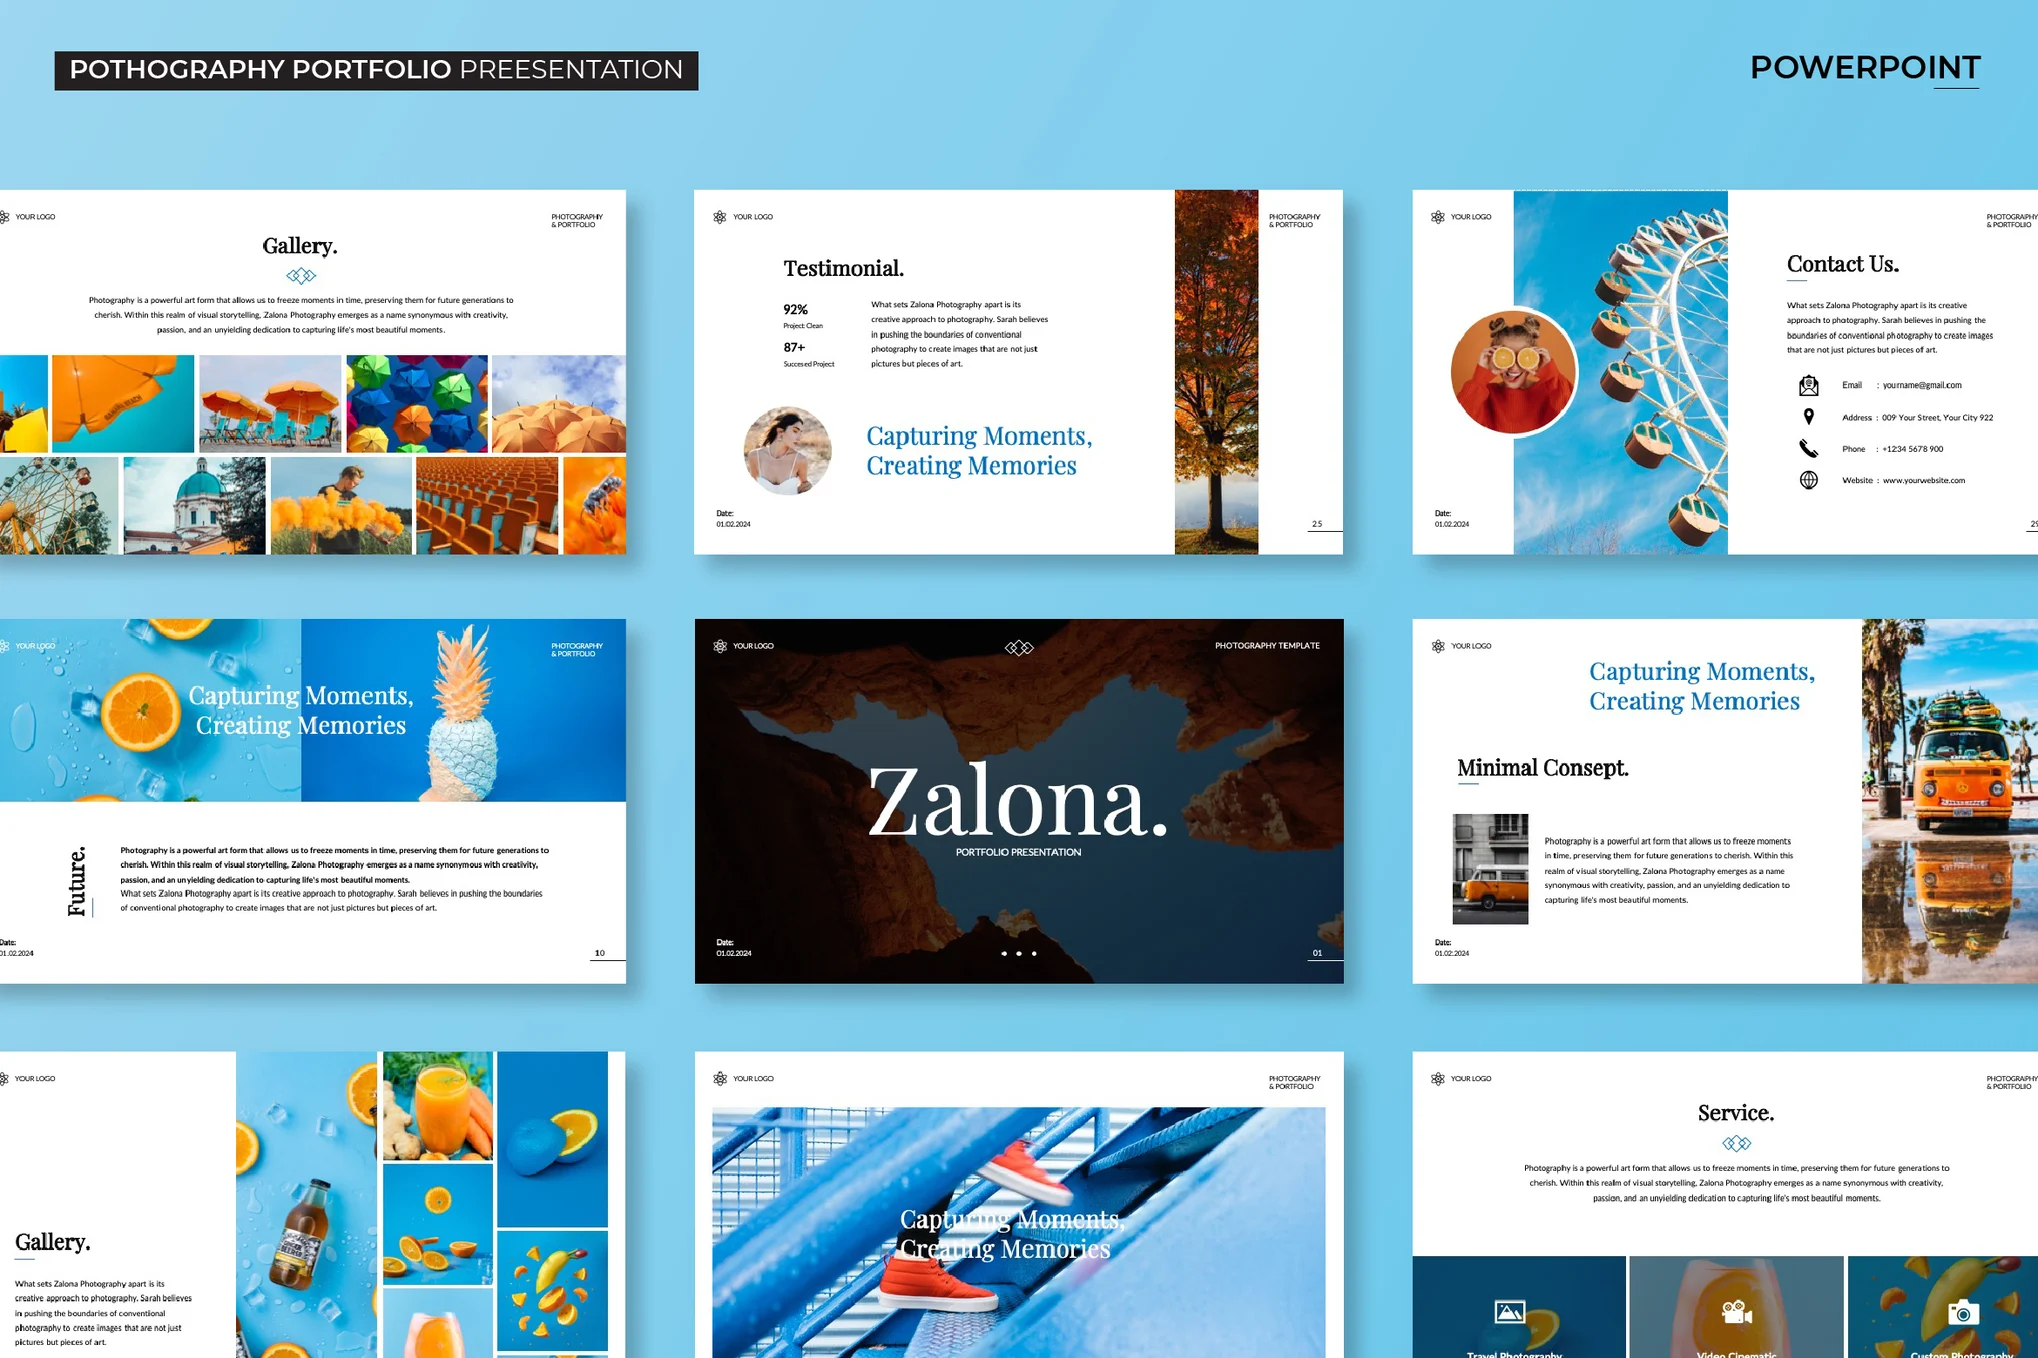 POTHOGRAPHY PORTFOLIO PREESENTATION
POWERPOINT
YOUR LOGO
PHOTOGRAPHY
& PORTFOLIO
Gallery.
Photography is a powerful art form that allows us to freeze moments in time, preserving them for future generations to
cherish. Within this realm of visual storytelling, Zalona Photography emerges as a name synonymous with creativity,
passion, and an unyielding dedication to capturing life's most beautiful moments.
YOUR LOGO
PHOTOGRAPHY
& PORTFOLIO
Testimonial.
92%
Project Clean
87+
Succesed Project
What sets Zalona Photography apart is its
creative approach to photography. Sarah believes
in pushing the boundaries of conventional
photography to create images that are not just
pictures but pieces of art.
Capturing Moments,
Creating Memories
Date:
01.02.2024
25
YOUR LOGO
PHOTOGRAPHY
& PORTFOLIO
Contact Us.
What sets Zalona Photography apart is its creative
approach to photography. Sarah believes in pushing the
boundaries of conventional photography to create images
that are not just pictures but pieces of art.
Email : yourname@gmail.com
Address : 009 Your Street, Your City 922
Phone : +1234 5678 900
Website : www.yourwebsite.com
Date:
01.02.2024
29
YOUR LOGO
PHOTOGRAPHY
& PORTFOLIO
Capturing Moments,
Creating Memories
Future.
Photography is a powerful art form that allows us to freeze moments in time, preserving them for future generations to
cherish. Within this realm of visual storytelling, Zalona Photography emerges as a name synonymous with creativity,
passion, and an unyielding dedication to capturing life's most beautiful moments.
What sets Zalona Photography apart is its creative approach to photography. Sarah believes in pushing the boundaries
of conventional photography to create images that are not just pictures but pieces of art.
Date:
01.02.2024
10
YOUR LOGO
PHOTOGRAPHY TEMPLATE
Zalona.
PORTFOLIO PRESENTATION
Date:
01.02.2024
01
YOUR LOGO
Capturing Moments,
Creating Memories
Minimal Consept.
Photography is a powerful art form that allows us to freeze moments
in time, preserving them for future generations to cherish. Within this
realm of visual storytelling, Zalona Photography emerges as a name
synonymous with creativity, passion, and an unyielding dedication to
capturing life's most beautiful moments.
Date:
01.02.2024
YOUR LOGO
Gallery.
What sets Zalona Photography apart is its
creative approach to photography. Sarah believes
in pushing the boundaries of conventional
photography to create images that are not just
pictures but pieces of art.
YOUR LOGO
PHOTOGRAPHY
& PORTFOLIO
Capturing Moments,
Creating Memories
YOUR LOGO
PHOTOGRAPHY
& PORTFOLIO
Service.
Photography is a powerful art form that allows us to freeze moments in time, preserving them for future generations to
cherish. Within this realm of visual storytelling, Zalona Photography emerges as a name synonymous with creativity,
passion, and an unyielding dedication to capturing life's most beautiful moments.
Travel Photography
Video Cinematic
Custom Photography